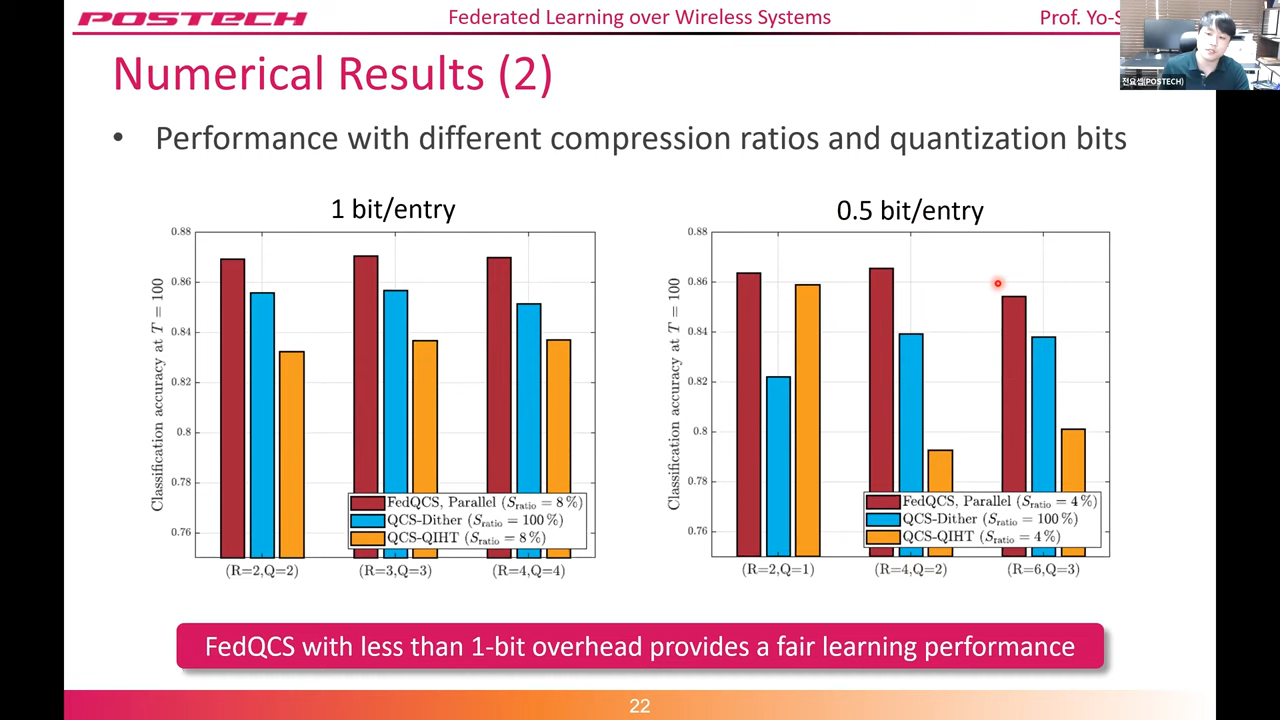 POSTECH
Federated Learning over Wireless Systems
Prof. Yo-S
전요셉(POSTECH)
Numerical Results (2)
• Performance with different compression ratios and quantization bits
1 bit/entry
0.88
0.86
0.84
0.82
0.8
0.78
0.76
Classification accuracy at T = 100
FedQCS, Parallel (Sratio = 8 %)
QCS-Dither (Sratio = 100 %)
QCS-QIHT (Sratio = 8 %)
(R=2,Q=2) (R=3,Q=3) (R=4,Q=4)
0.5 bit/entry
0.88
0.86
0.84
0.82
0.8
0.78
0.76
Classification accuracy at T = 100
FedQCS, Parallel (Sratio = 4 %)
QCS-Dither (Sratio = 100 %)
QCS-QIHT (Sratio = 4 %)
(R=2,Q=1) (R=4,Q=2) (R=6,Q=3)
FedQCS with less than 1-bit overhead provides a fair learning performance
22